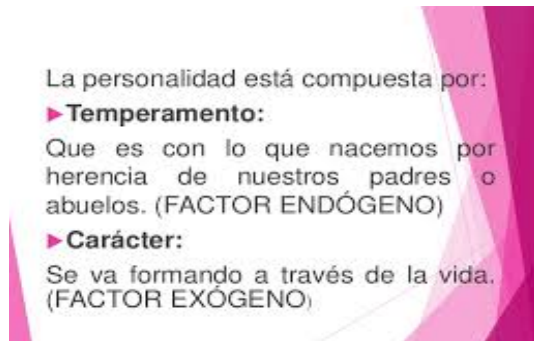 La personalidad está compuesta por:
▶Temperamento:
Que es con lo que nacemos por
herencia de nuestros padres o
abuelos. (FACTOR ENDÓGENO)
▶Carácter:
Se va formando a través de la vida.
(FACTOR EXÓGENO)